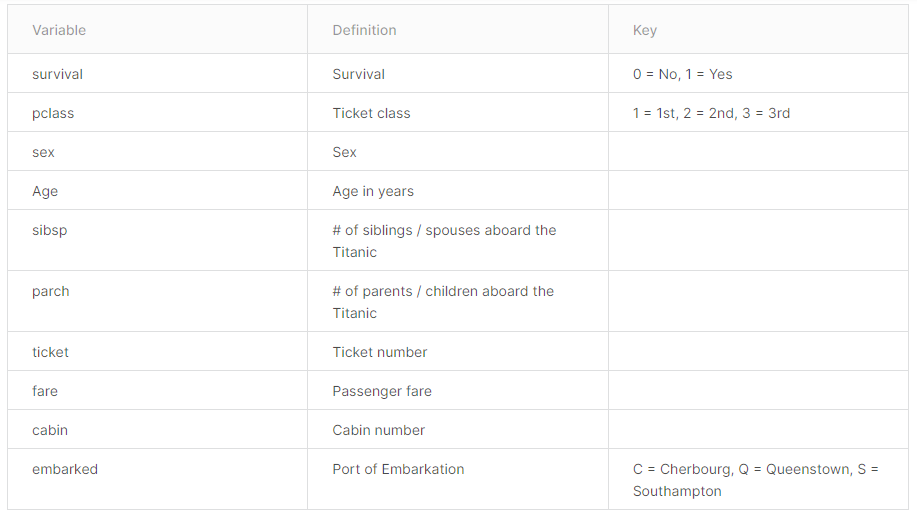 Variable Definition Key
survival Survival 0 = No, 1 = Yes
pclass Ticket class 1 = 1st, 2 = 2nd, 3 = 3rd
sex Sex
Age Age in years
sibsp # of siblings / spouses aboard the
Titanic
parch # of parents / children aboard the
Titanic
ticket Ticket number
fare Passenger fare
cabin Cabin number
embarked Port of Embarkation C = Cherbourg, Q = Queenstown, S =
Southampton